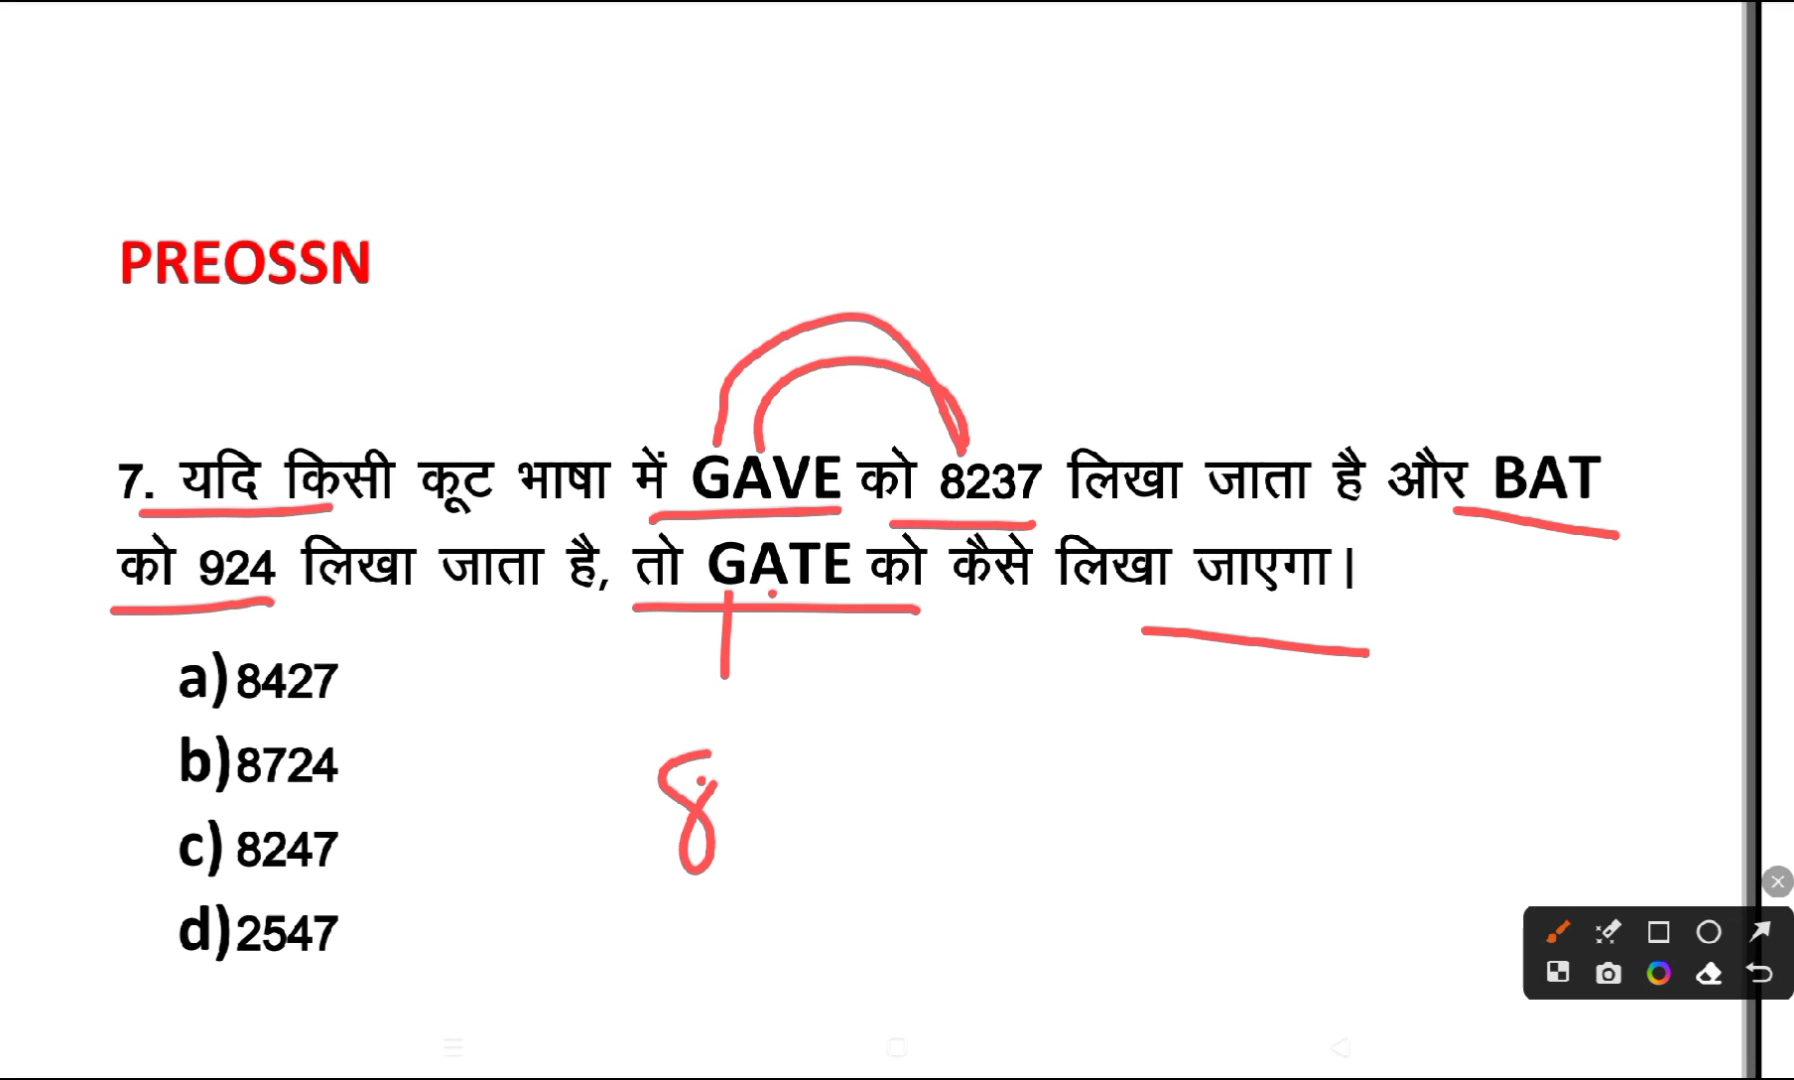 PREOSSN
7. यदि किसी कूट भाषा में GAVE को 8237 लिखा जाता है और BAT
को 924 लिखा जाता है, तो GATE को कैसे लिखा जाएगा।
a) 8427
b) 8724
c) 8247
d) 2547
8